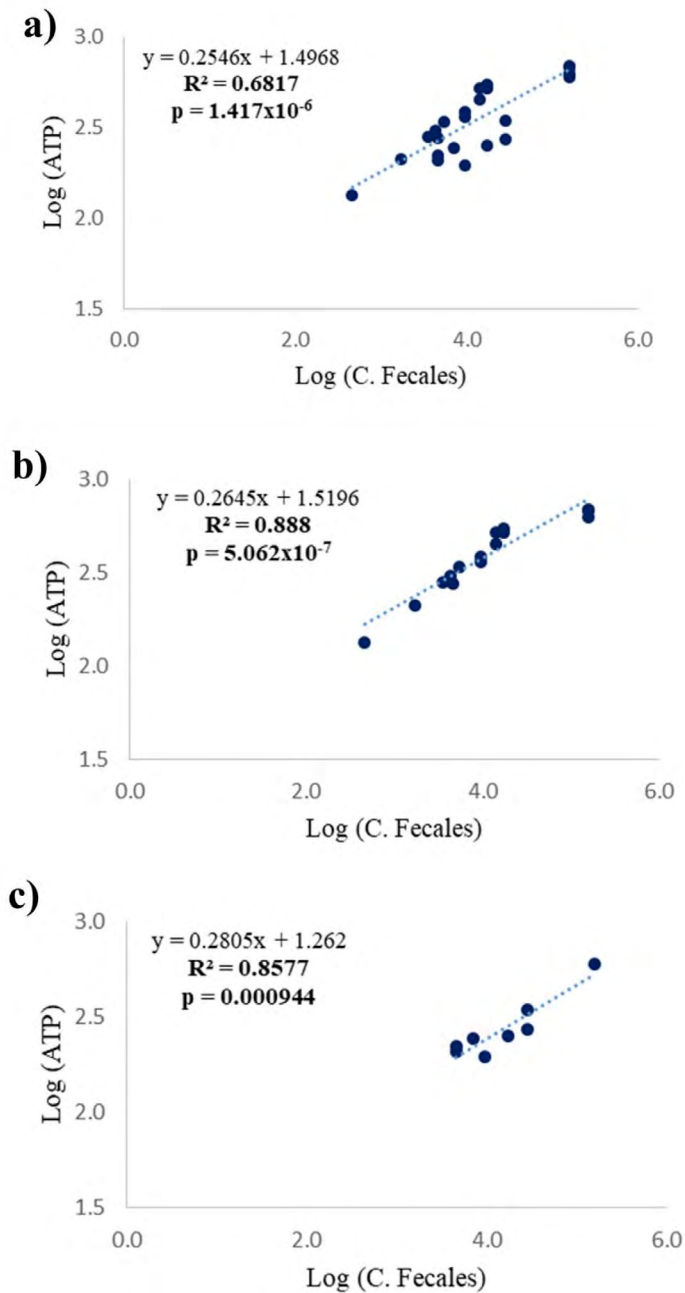 a)
3.0
y = 0.2546x + 1.4968
R² = 0.6817
p = 1.417x10⁻⁶
2.5
Log (ATP)
2.0
1.5
0.0 2.0 4.0 6.0
Log (C. Fecales)
b)
3.0
y = 0.2645x + 1.5196
R² = 0.888
p = 5.062x10⁻⁷
2.5
Log (ATP)
2.0
1.5
0.0 2.0 4.0 6.0
Log (C. Fecales)
c)
3.0
y = 0.2805x + 1.262
R² = 0.8577
p = 0.000944
2.5
Log (ATP)
2.0
1.5
0.0 2.0 4.0 6.0
Log (C. Fecales)